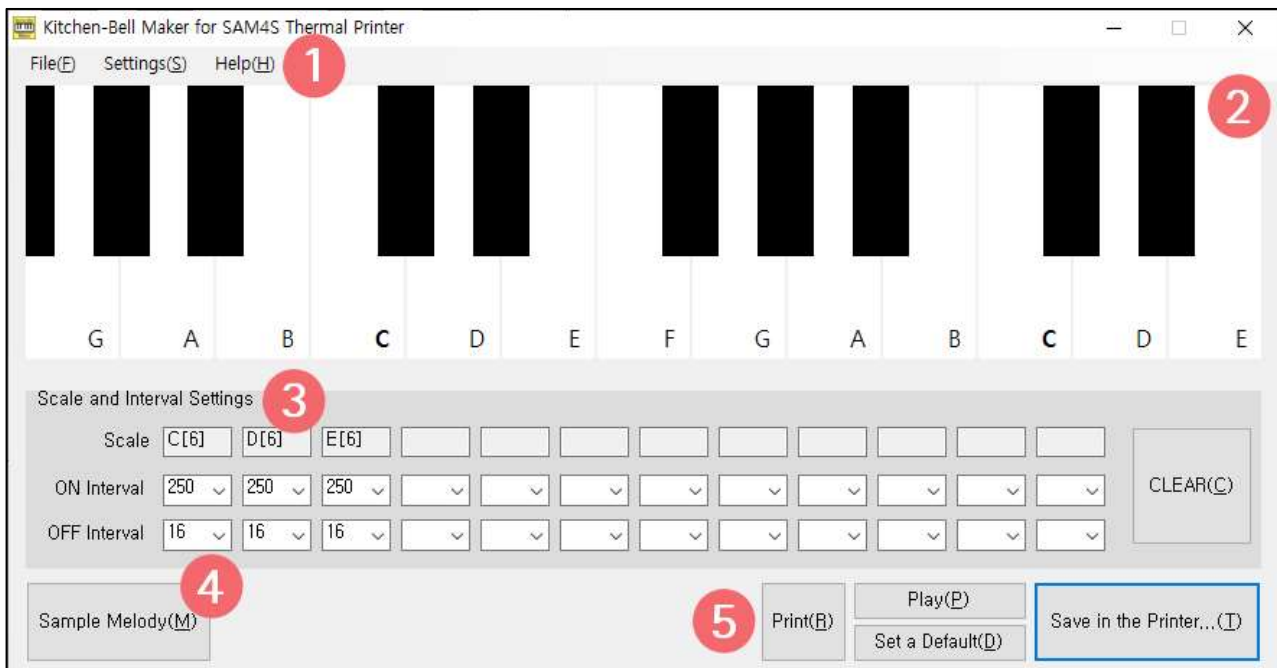 Kitchen-Bell Maker for SAM4S Thermal Printer
File(F) Settings(S) Help(H) 1
2
G A B C D E F G A B C D E
Scale and Interval Settings 3
Scale C[6] D[6] E[6]
ON Interval 250 250 250
CLEAR(C)
OFF Interval 16 16 16
4
Sample Melody(M)
5
Print(R)
Play(P)
Set a Default(D)
Save in the Printer...(T)